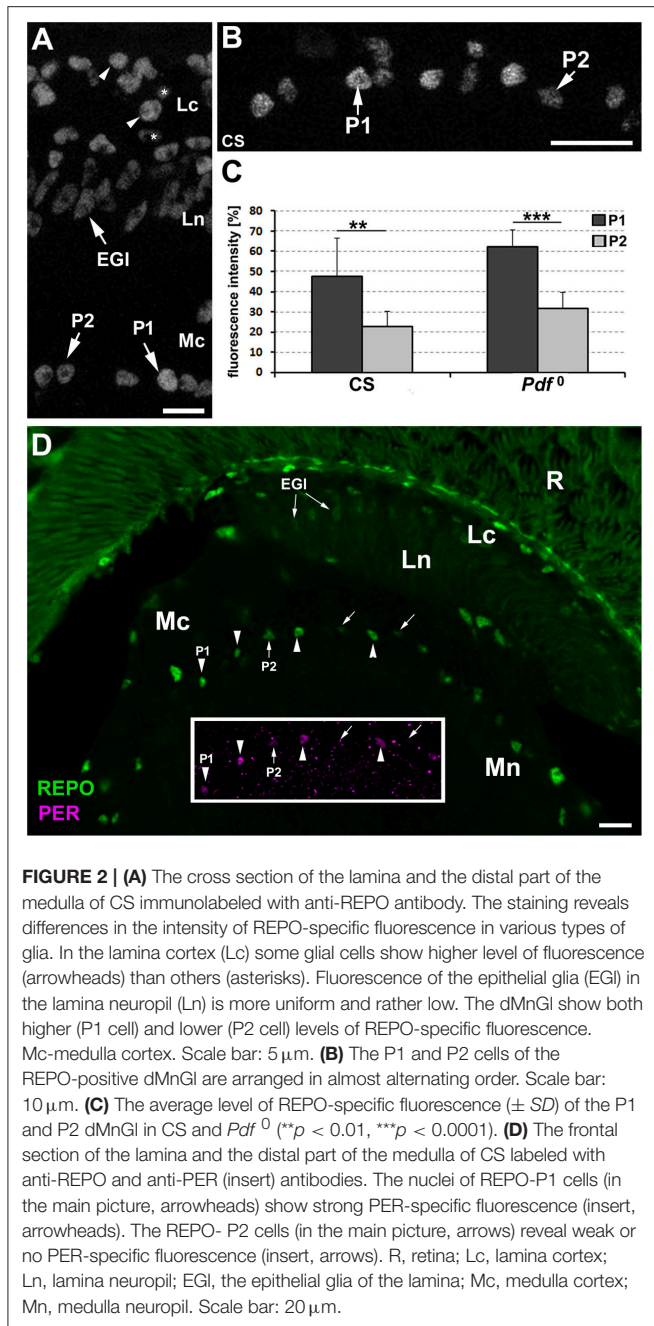 A
Lc
*
*
Ln
EGl
P2
P1
Mc
B
P2
P1
CS
C
fluorescence intensity [%]
80
70
60
50
40
30
20
10
0
**
***
P1
P2
CS
Pdf 0
D
EGl
R
Lc
Ln
Mc
P1
P2
P1
P2
Mn
REPO
PER
FIGURE 2 | (A) The cross section of the lamina and the distal part of the
medulla of CS immunolabeled with anti-REPO antibody. The staining reveals
differences in the intensity of REPO-specific fluorescence in various types of
glia. In the lamina cortex (Lc) some glial cells show higher level of fluorescence
(arrowheads) than others (asterisks). Fluorescence of the epithelial glia (EGl) in
the lamina neuropil (Ln) is more uniform and rather low. The dMnGl show both
higher (P1 cell) and lower (P2 cell) levels of REPO-specific fluorescence.
Mc-medulla cortex. Scale bar: 5 μm. (B) The P1 and P2 cells of the
REPO-positive dMnGl are arranged in almost alternating order. Scale bar:
10 μm. (C) The average level of REPO-specific fluorescence (± SD) of the P1
and P2 dMnGl in CS and Pdf 0 (**p < 0.01, ***p < 0.0001). (D) The frontal
section of the lamina and the distal part of the medulla of CS labeled with
anti-REPO and anti-PER (insert) antibodies. The nuclei of REPO-P1 cells (in
the main picture, arrowheads) show strong PER-specific fluorescence (insert,
arrowheads). The REPO- P2 cells (in the main picture, arrows) reveal weak or
no PER-specific fluorescence (insert, arrows). R, retina; Lc, lamina cortex;
Ln, lamina neuropil; EGl, the epithelial glia of the lamina; Mc, medulla cortex;
Mn, medulla neuropil. Scale bar: 20 μm.